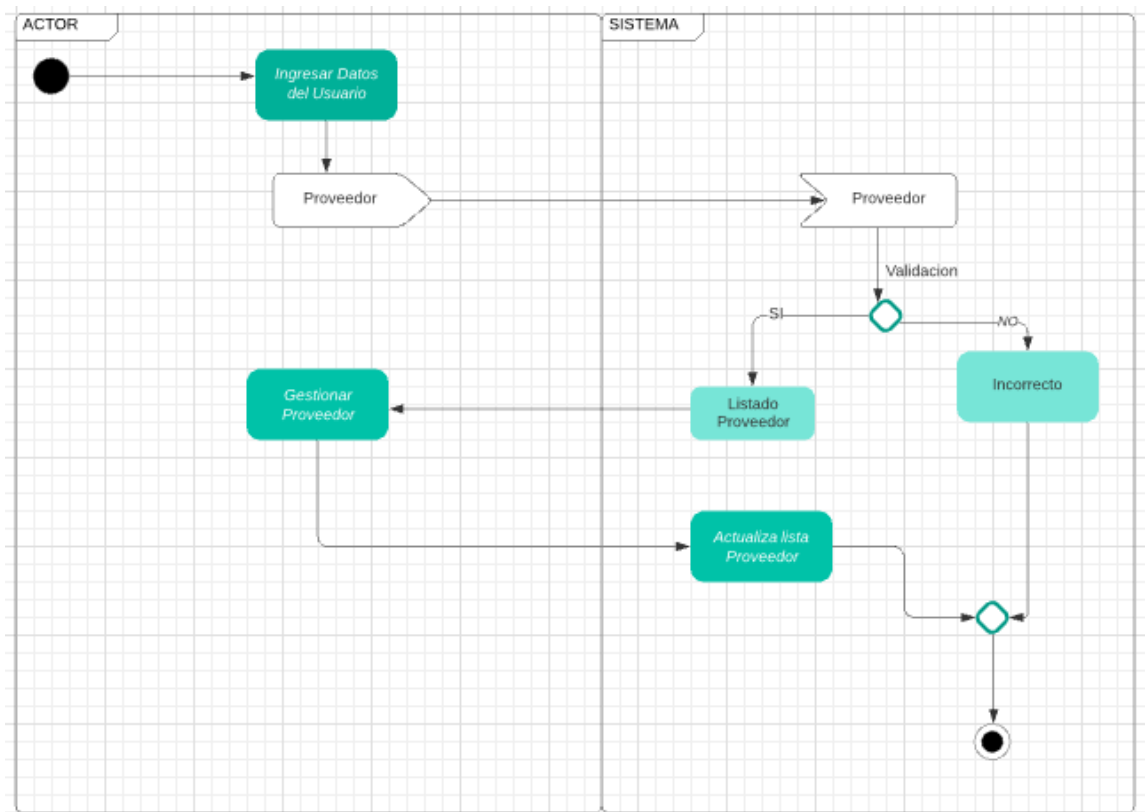 ACTOR
SISTEMA
Ingresar Datos
del Usuario
Proveedor
Proveedor
Validacion
SI
NO
Gestionar
Proveedor
Listado
Proveedor
Incorrecto
Actualiza lista
Proveedor